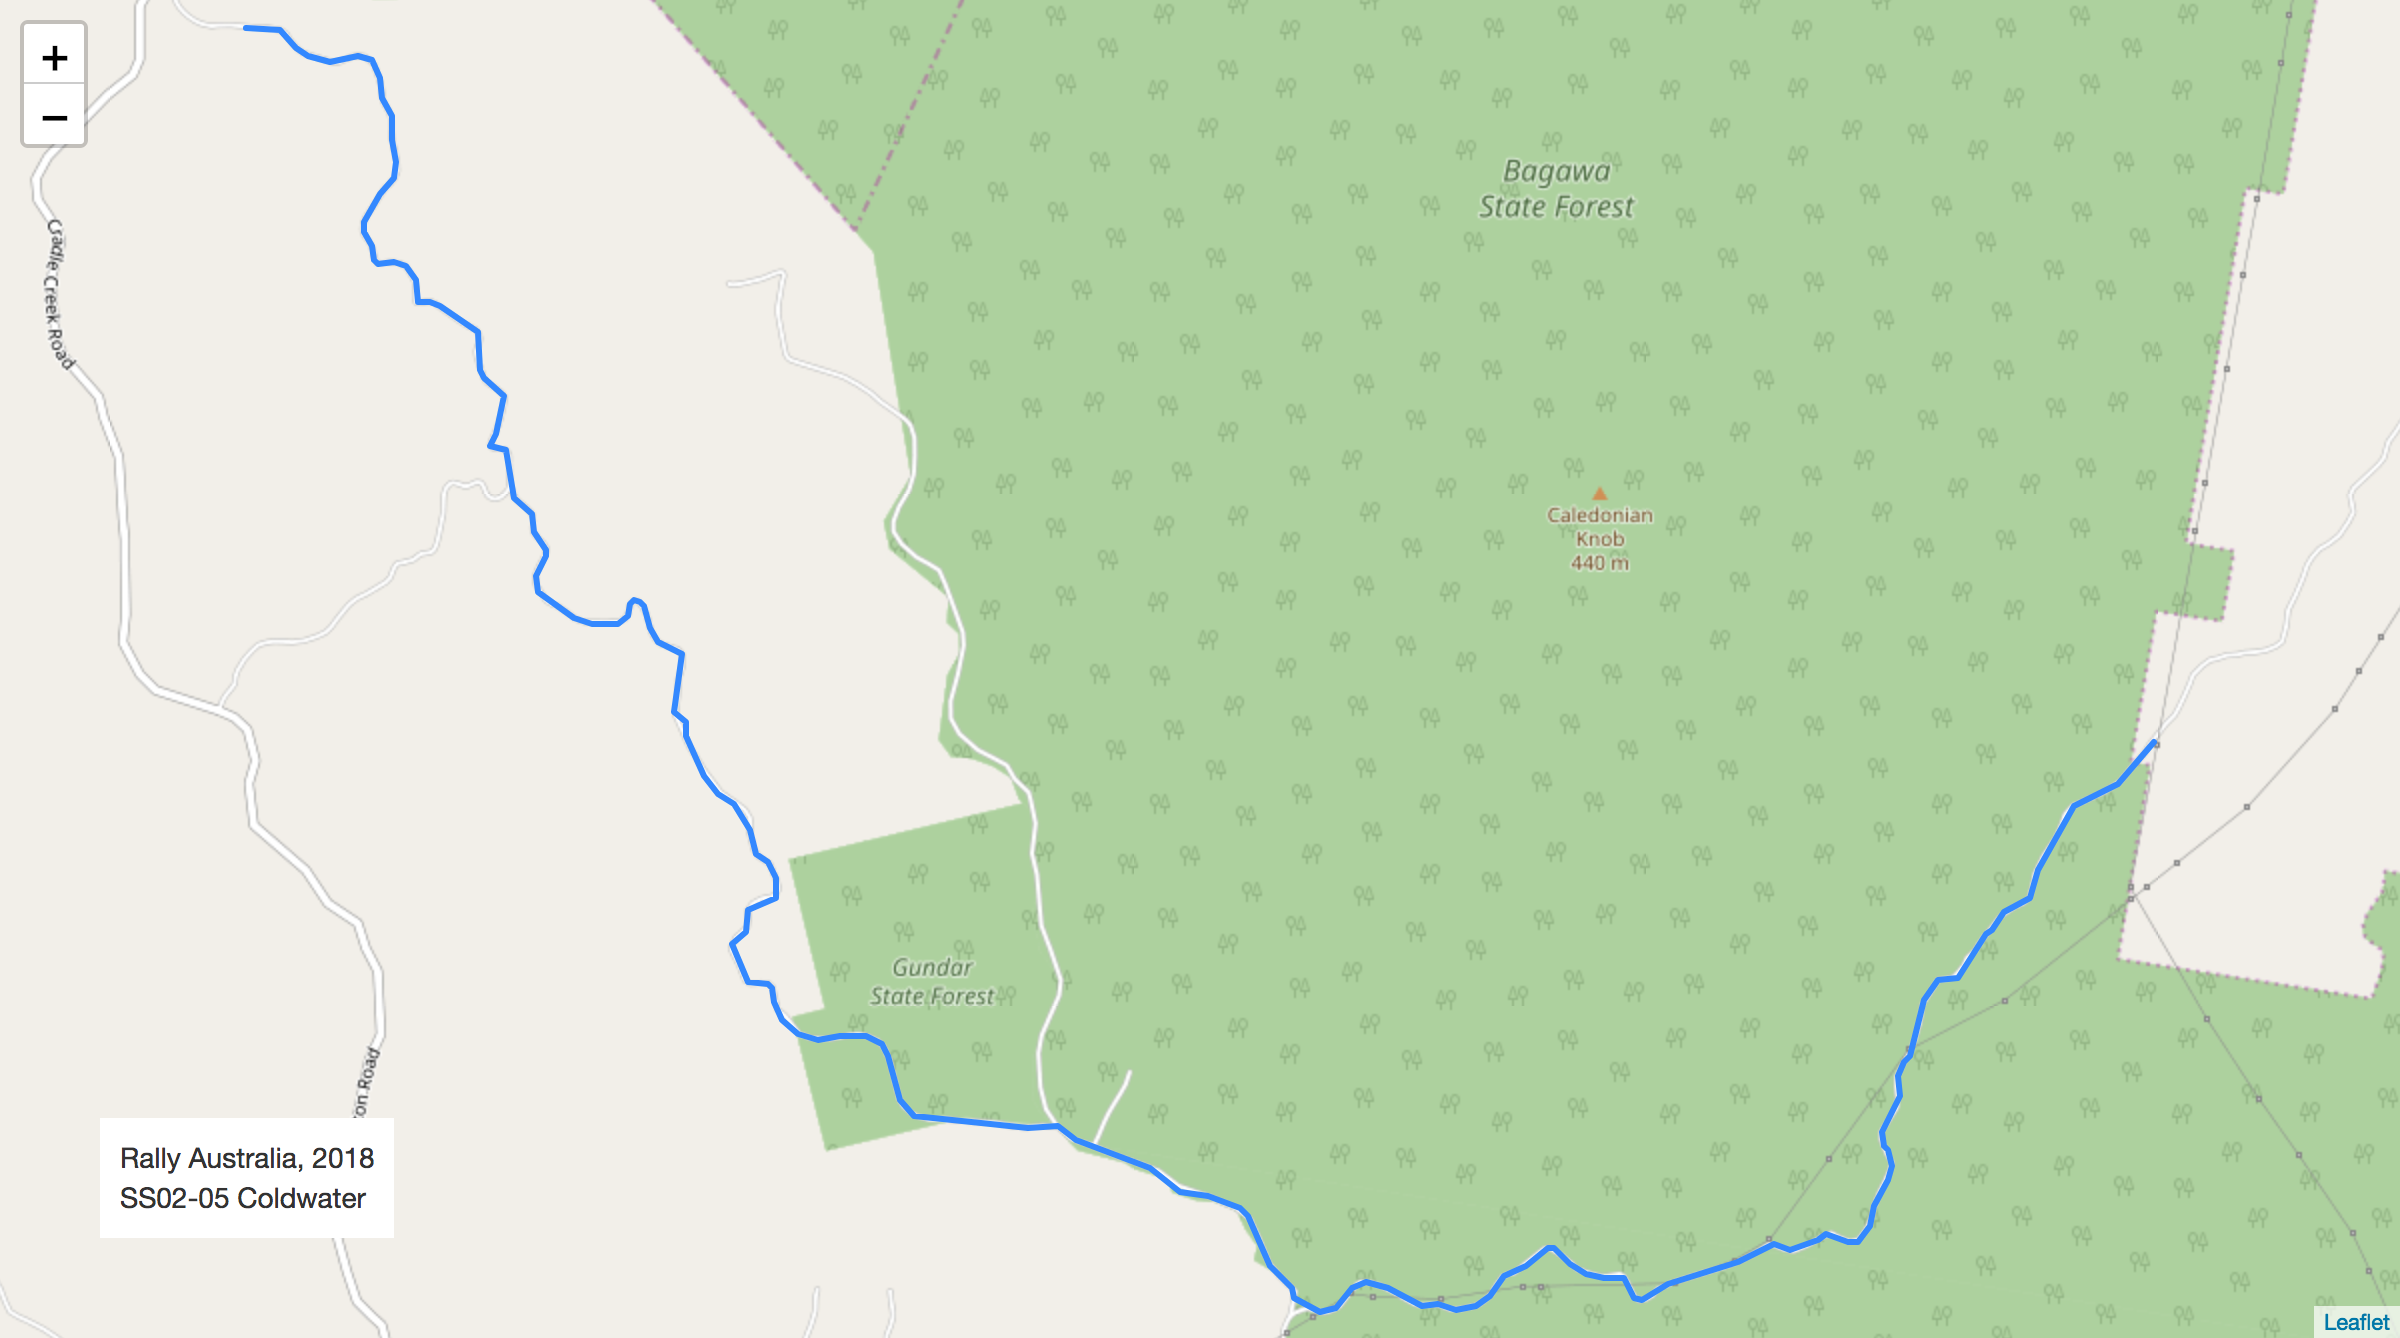 +
−
Bagawa
State Forest
Cradle Creek Road
Caledonian
Knob
440 m
Gundar
State Forest
Road
Rally Australia, 2018
SS02-05 Coldwater
Leaflet